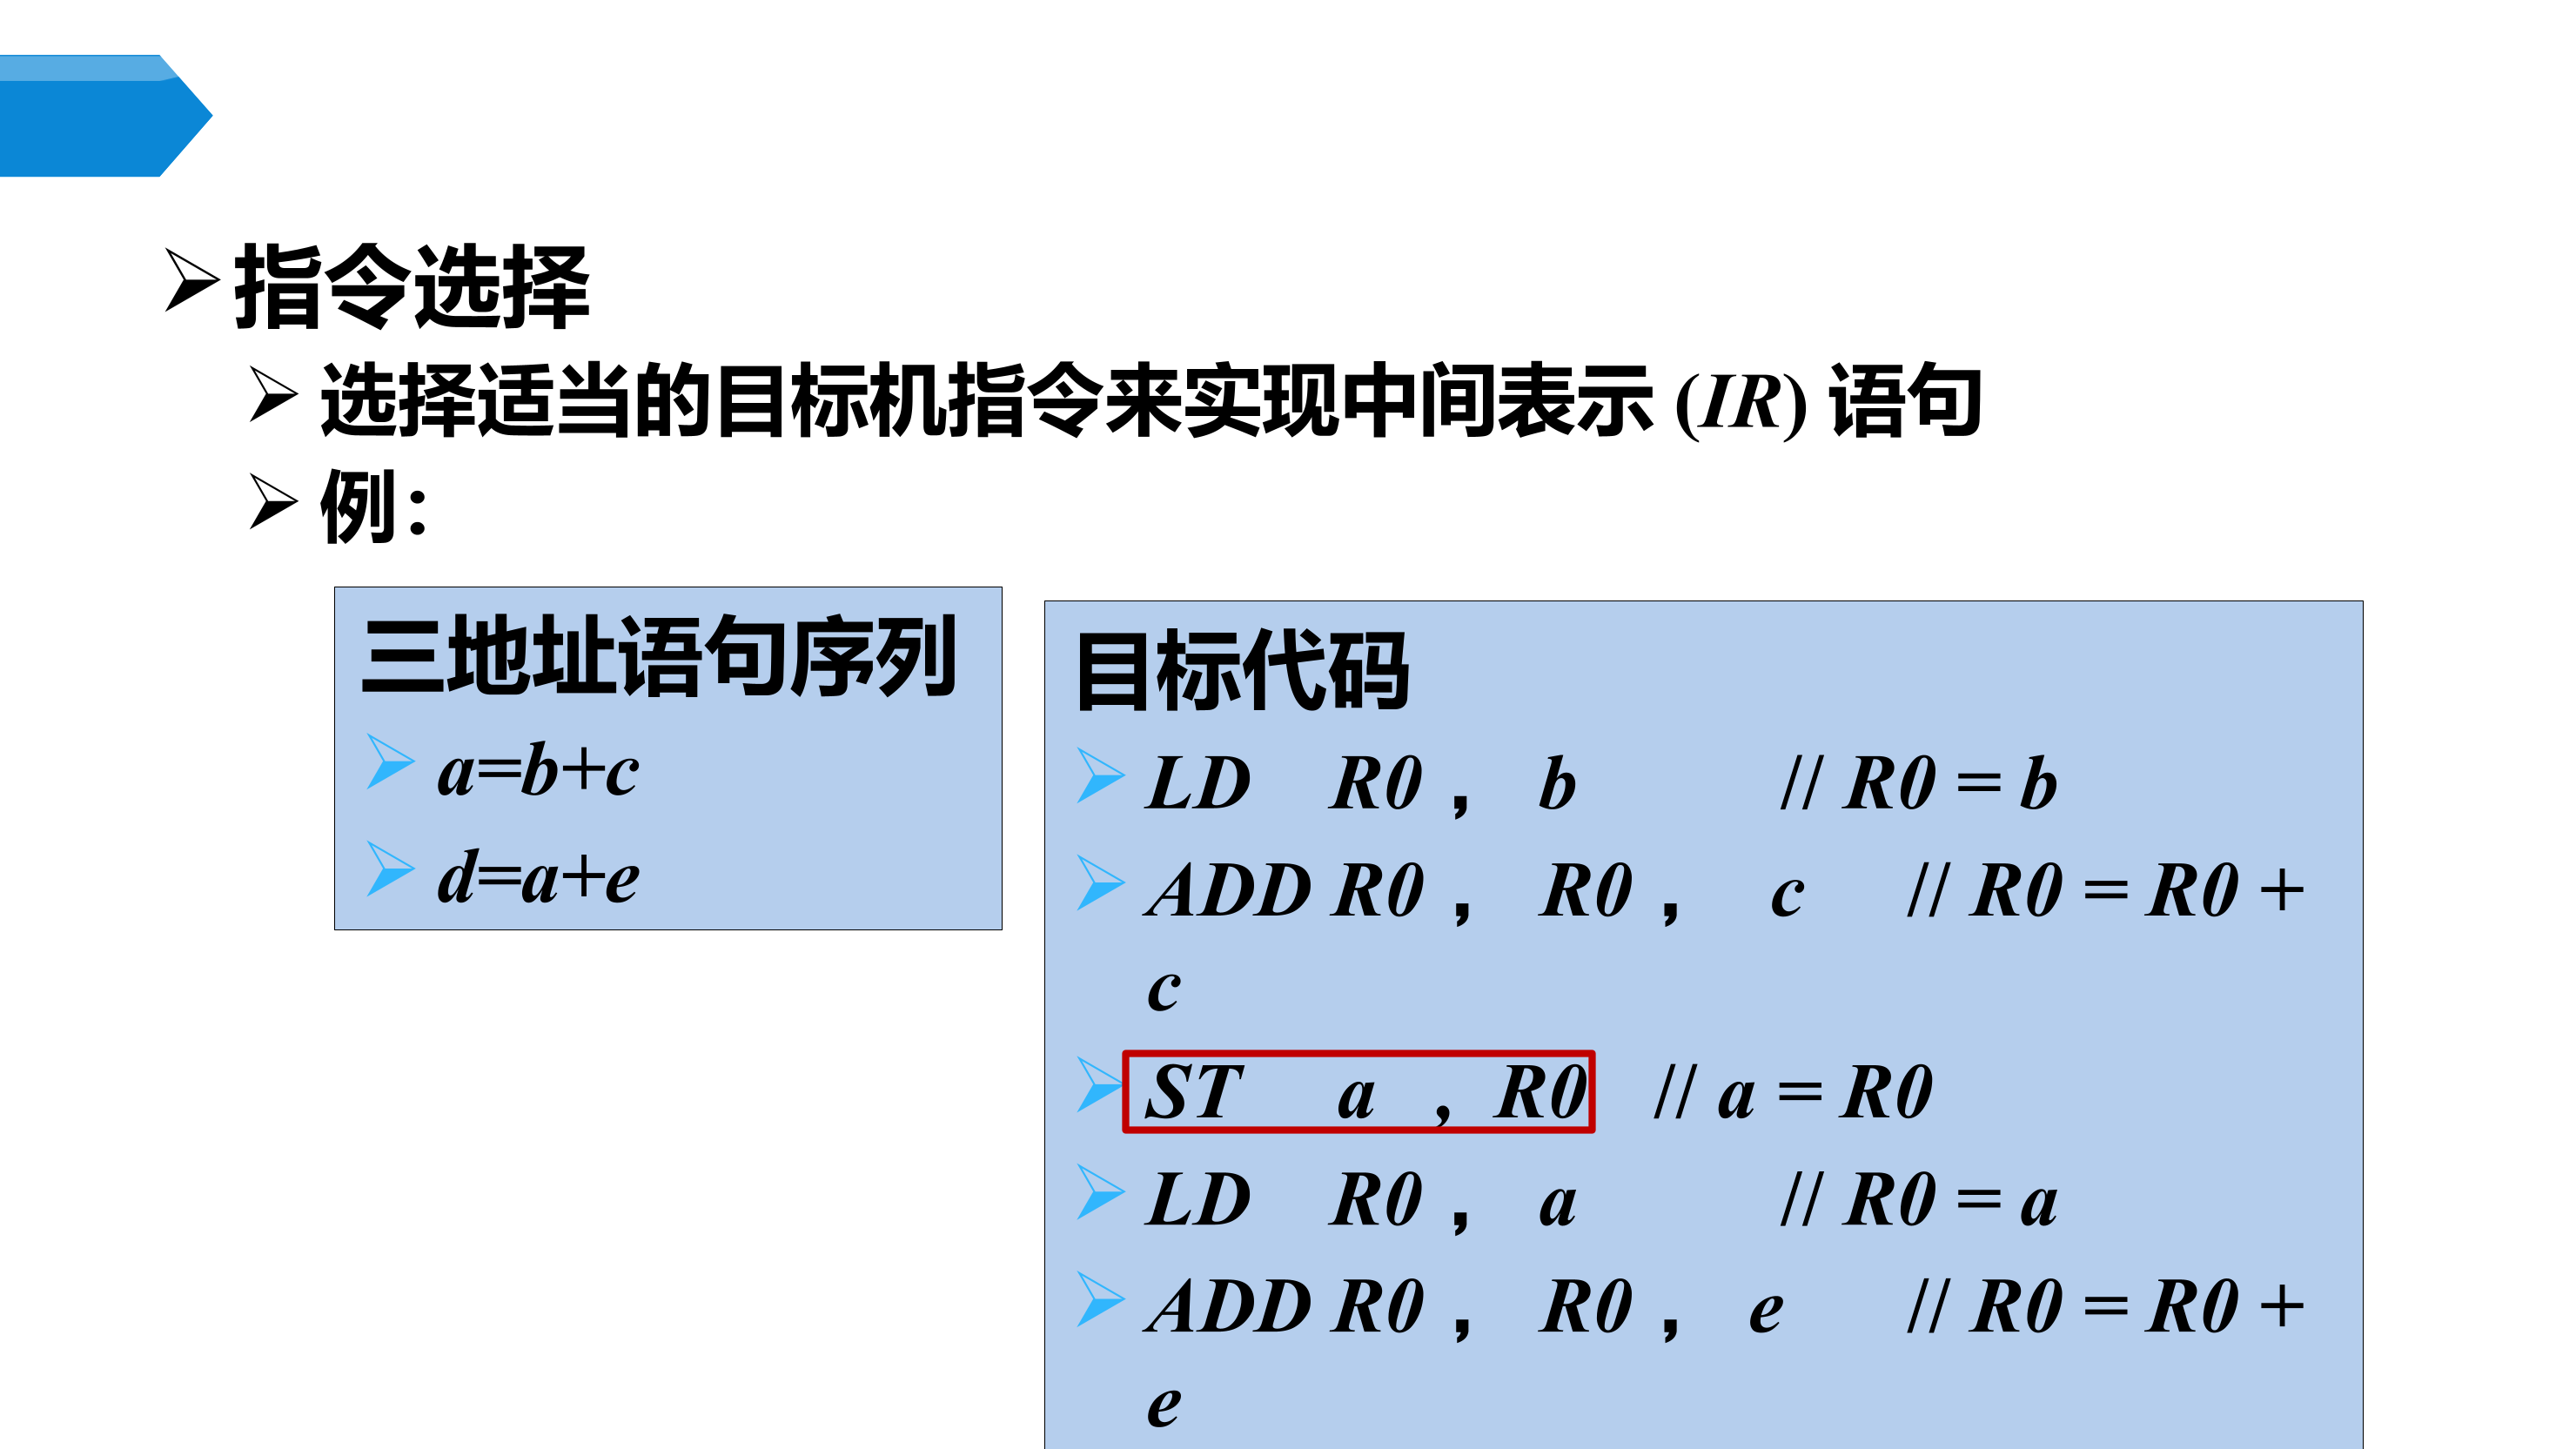 指令选择
选择适当的目标机指令来实现中间表示 (IR) 语句
例：
三地址语句序列
a=b+c
d=a+e
目标代码
LD R0 ， b // R0 = b
ADD R0 ， R0 ， c // R0 = R0 +
c
ST a , R0 // a = R0
LD R0 ， a // R0 = a
ADD R0 ， R0 ， e // R0 = R0 +
e